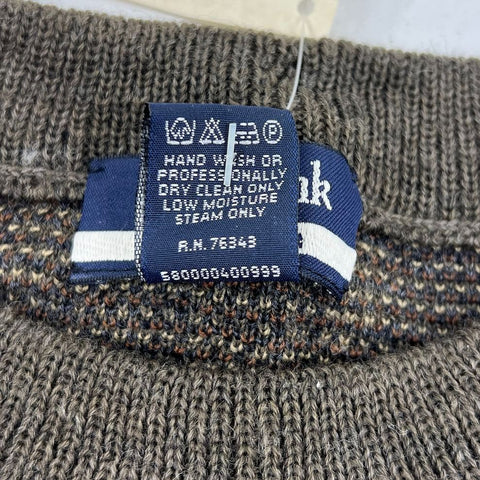 HAND WASH OR
PROFESSIONALLY
DRY CLEAN ONLY
LOW MOISTURE
STEAM ONLY
R.N. 76343
580000400999